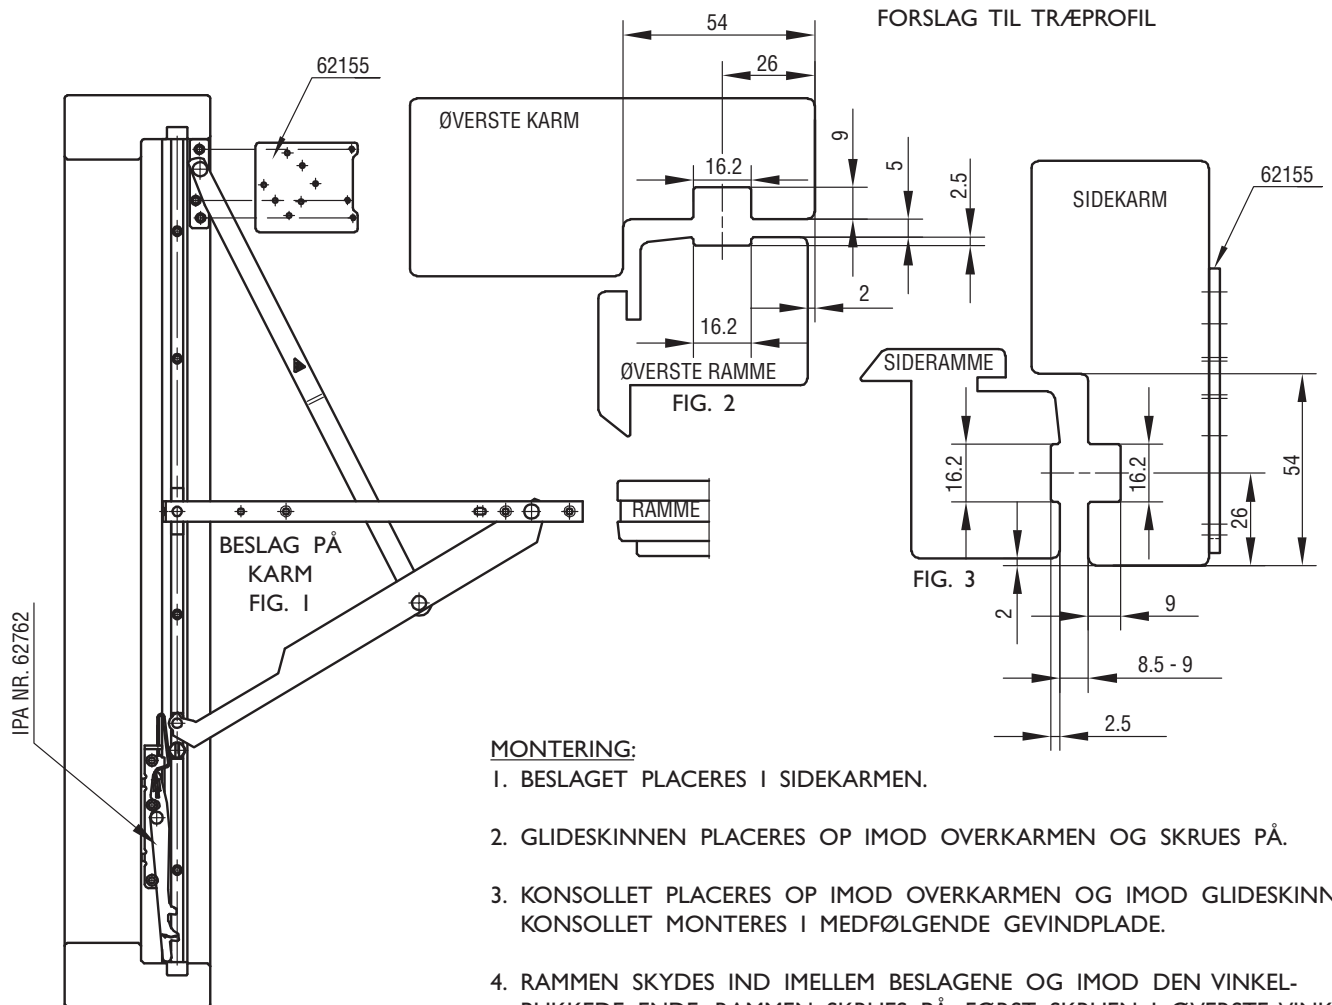 FORSLAG TIL TRÆPROFIL
62155
54
26
ØVERSTE KARM
9
5
2.5
16.2
2
16.2
ØVERSTE RAMME
FIG. 2
62155
SIDEKARM
SIDERAMME
16.2
16.2
54
26
FIG. 3
2
9
8.5 - 9
2.5
RAMME
BESLAG PÅ
KARM
FIG. 1
IPA NR. 62762
MONTERING:
1. BESLAGET PLACERES I SIDEKARMEN.
2. GLIDESKINNEN PLACERES OP IMOD OVERKARMEN OG SKRUES PÅ.
3. KONSOLLET PLACERES OP IMOD OVERKARMEN OG IMOD GLIDESKINN
KONSOLLET MONTERES I MEDFØLGENDE GEVINDPLADE.
4. RAMMEN SKYDES IND IMELLEM BESLAGENE OG IMOD DEN VINKEL-